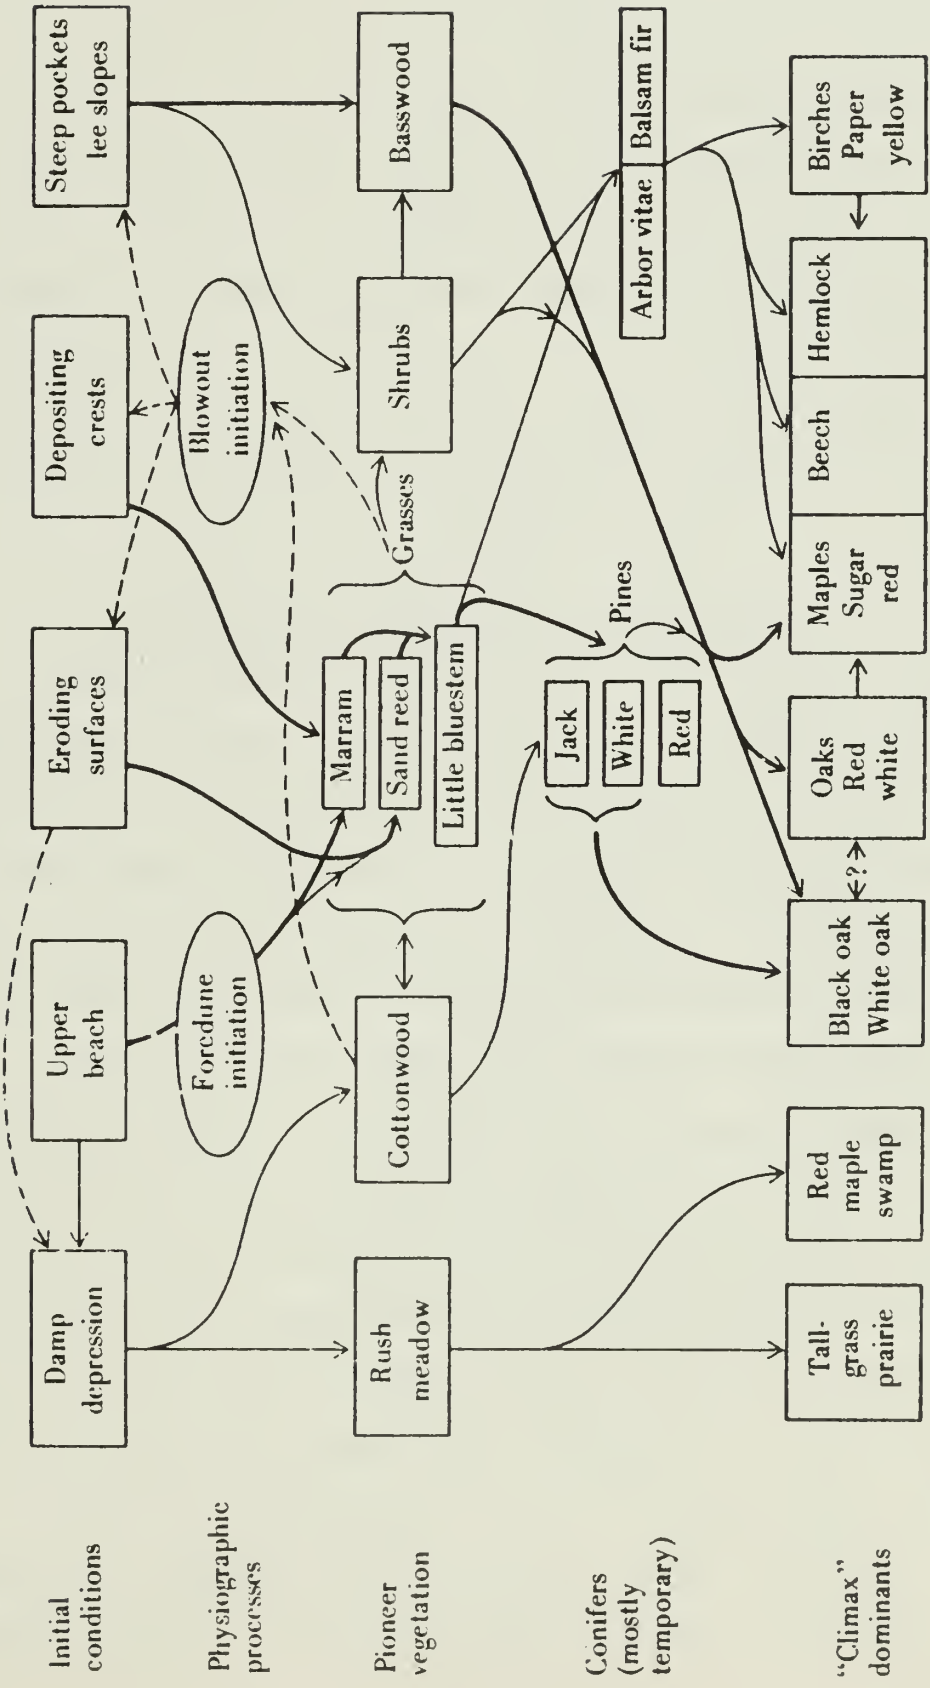 Initial
conditions
Damp
depression
Upper
beach
Eroding
surfaces
Depositing
crests
Steep pockets
lee slopes
Physiographic
processes
Foredune
initiation
Blowout
initiation
Pioneer
vegetation
Rush
meadow
Cottonwood
Marram
Sand reed
Little bluestem
Grasses
Shrubs
Basswood
Conifers
(mostly
temporary)
Jack
White
Red
Pines
Arbor vitae
Balsam fir
“Climax”
dominants
Tall-
grass
prairie
Red
maple
swamp
Black oak
White oak
?
Oaks
Red
white
Maples
Sugar
red
Beech
Hemlock
Birches
Paper
yellow